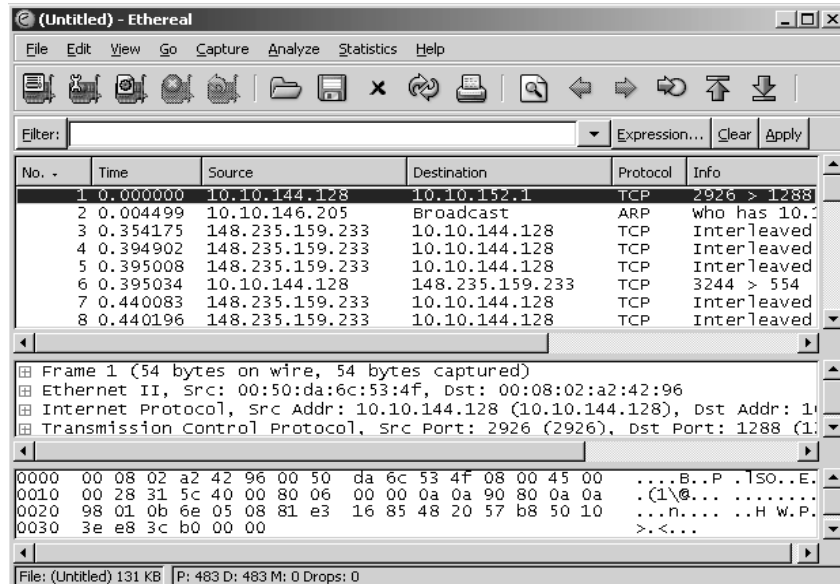 (Untitled) - Ethereal
File Edit View Go Capture Analyze Statistics Help
Filter: Expression... Clear Apply
No. Time Source Destination Protocol Info
1 0.000000 10.10.144.128 10.10.152.1 TCP 2926 > 1288
2 0.004499 10.10.146.205 Broadcast ARP who has 10.1
3 0.354175 148.235.159.233 10.10.144.128 TCP Interleaved
4 0.394902 148.235.159.233 10.10.144.128 TCP Interleaved
5 0.395008 148.235.159.233 10.10.144.128 TCP Interleaved
6 0.395034 10.10.144.128 148.235.159.233 TCP 3244 > 554
7 0.440083 148.235.159.233 10.10.144.128 TCP Interleaved
8 0.440196 148.235.159.233 10.10.144.128 TCP Interleaved
Frame 1 (54 bytes on wire, 54 bytes captured)
Ethernet II, Src: 00:50:da:6c:53:4f, Dst: 00:08:02:a2:42:96
Internet Protocol, Src Addr: 10.10.144.128 (10.10.144.128), Dst Addr: 1
Transmission Control Protocol, Src Port: 2926 (2926), Dst Port: 1288 (1
0000 00 08 02 a2 42 96 00 50 da 6c 53 4f 08 00 45 00 ....B..P .lSO..E.
0010 00 28 31 5c 40 00 80 06 00 00 0a 0a 90 80 0a 0a .(1\@... ........
0020 98 01 0b 6e 05 08 81 e3 16 85 48 20 57 b8 50 10 ...n.... ..H W.P.
0030 3e e8 3c b0 00 00 >.<...
File: (Untitled) 131 KB P: 483 D: 483 M: 0 Drops: 0